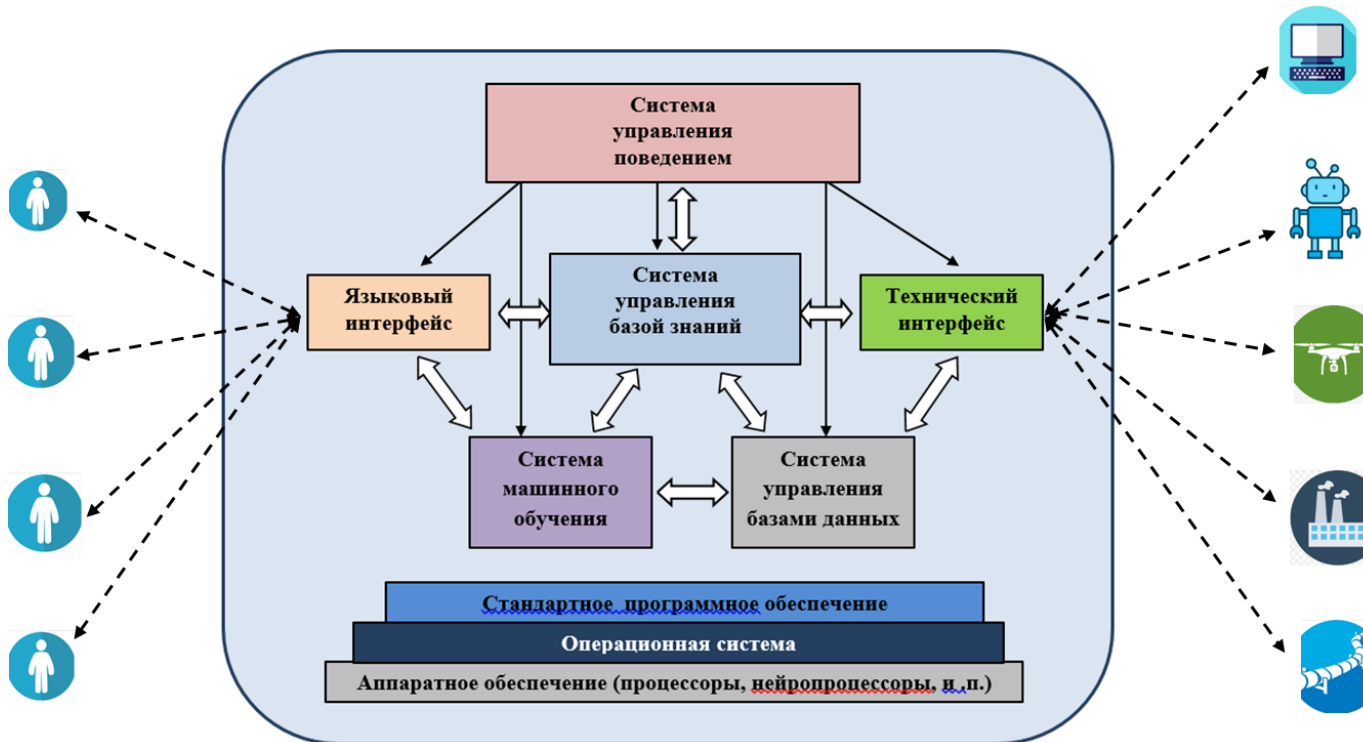 Система
управления
поведением
Языковый
интерфейс
Система
управления
базой знаний
Технический
интерфейс
Система
машинного
обучения
Система
управления
базами данных
Стандартное  программное обеспечение
Операционная система
Аппаратное обеспечение (процессоры, нейропроцессоры, и .п.)